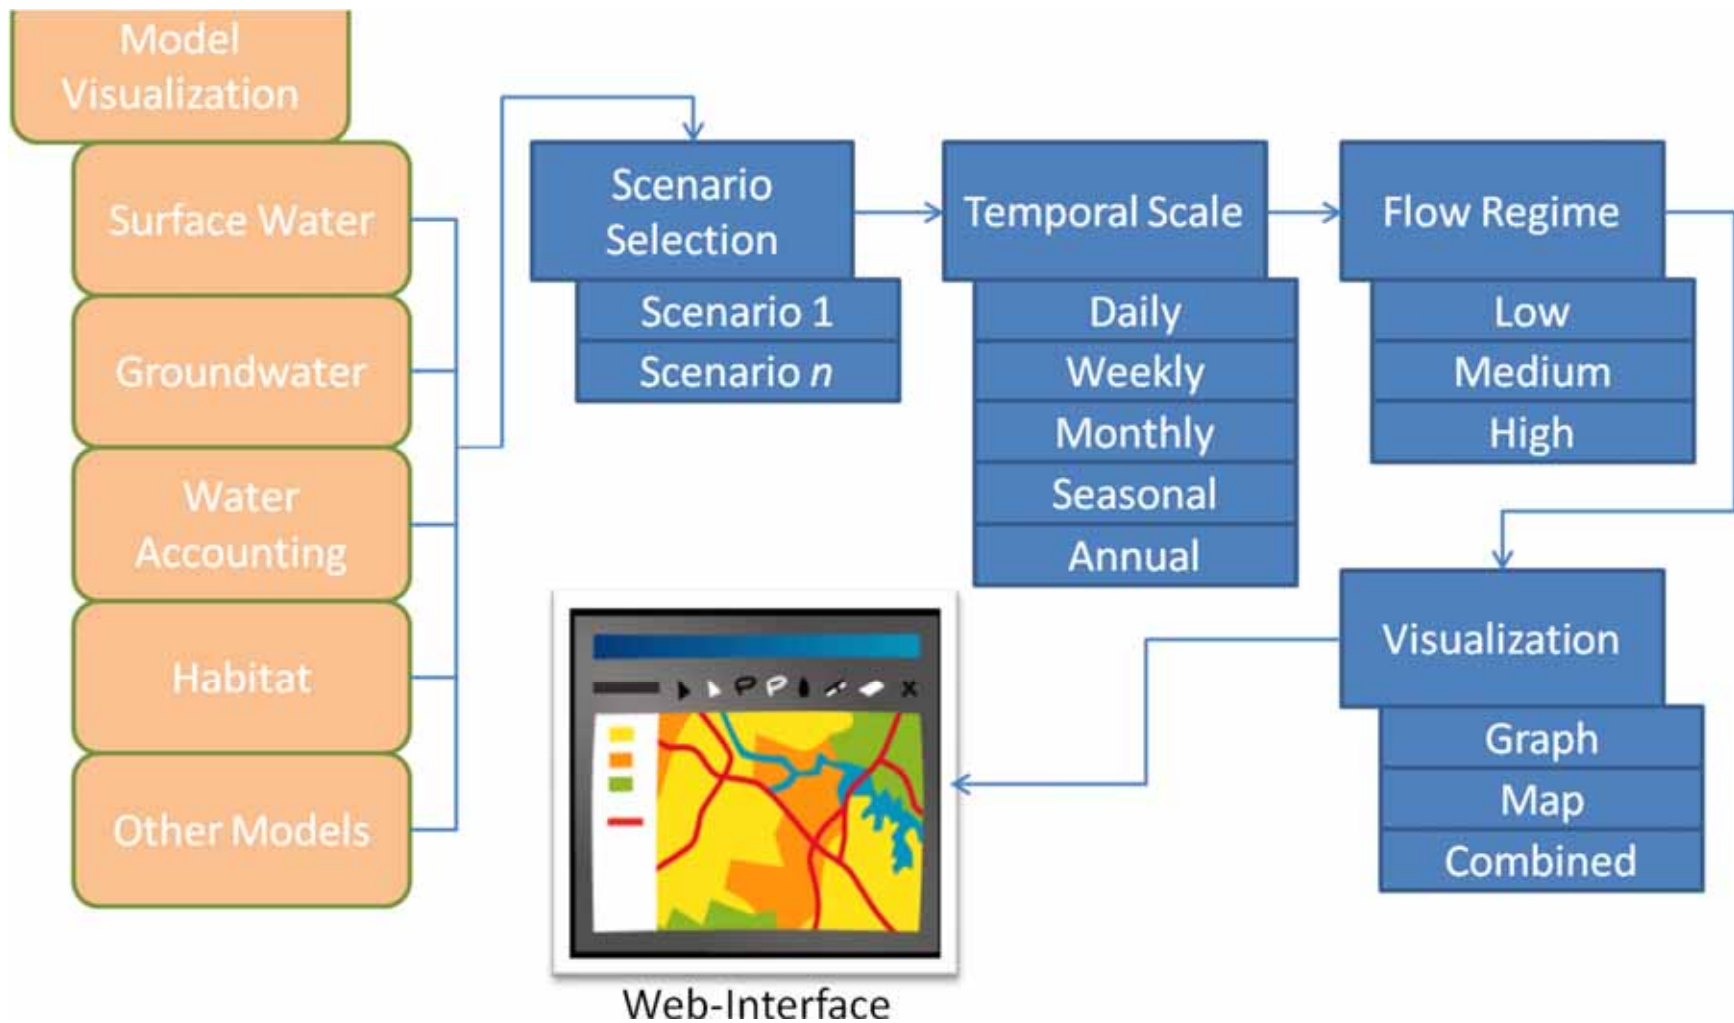 Model
Visualization
Surface Water
Groundwater
Water
Accounting
Habitat
Other Models
Scenario
Selection
Scenario 1
Scenario n
Temporal Scale
Daily
Weekly
Monthly
Seasonal
Annual
Flow Regime
Low
Medium
High
Visualization
Graph
Map
Combined
Web-Interface